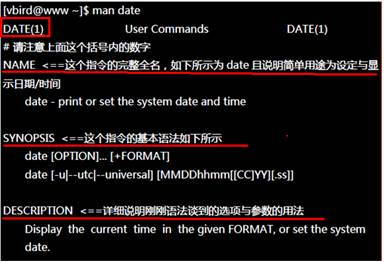 [vbird@www ~]$ man date
DATE(1) User Commands DATE(1)
# 请注意上面这个括号内的数字
NAME <==这个指令的完整全名，如下所示为 date 且说明简单用途为设定与显
示日期/时间
date - print or set the system date and time
SYNOPSIS <==这个指令的基本语法如下所示
date [OPTION]... [+FORMAT]
date [-u|--utc|--universal] [MMDDhhmm[[CC]YY][.ss]]
DESCRIPTION <==详细说明刚刚语法谈到的选项与参数的用法
Display the current time in the given FORMAT, or set the system
date.